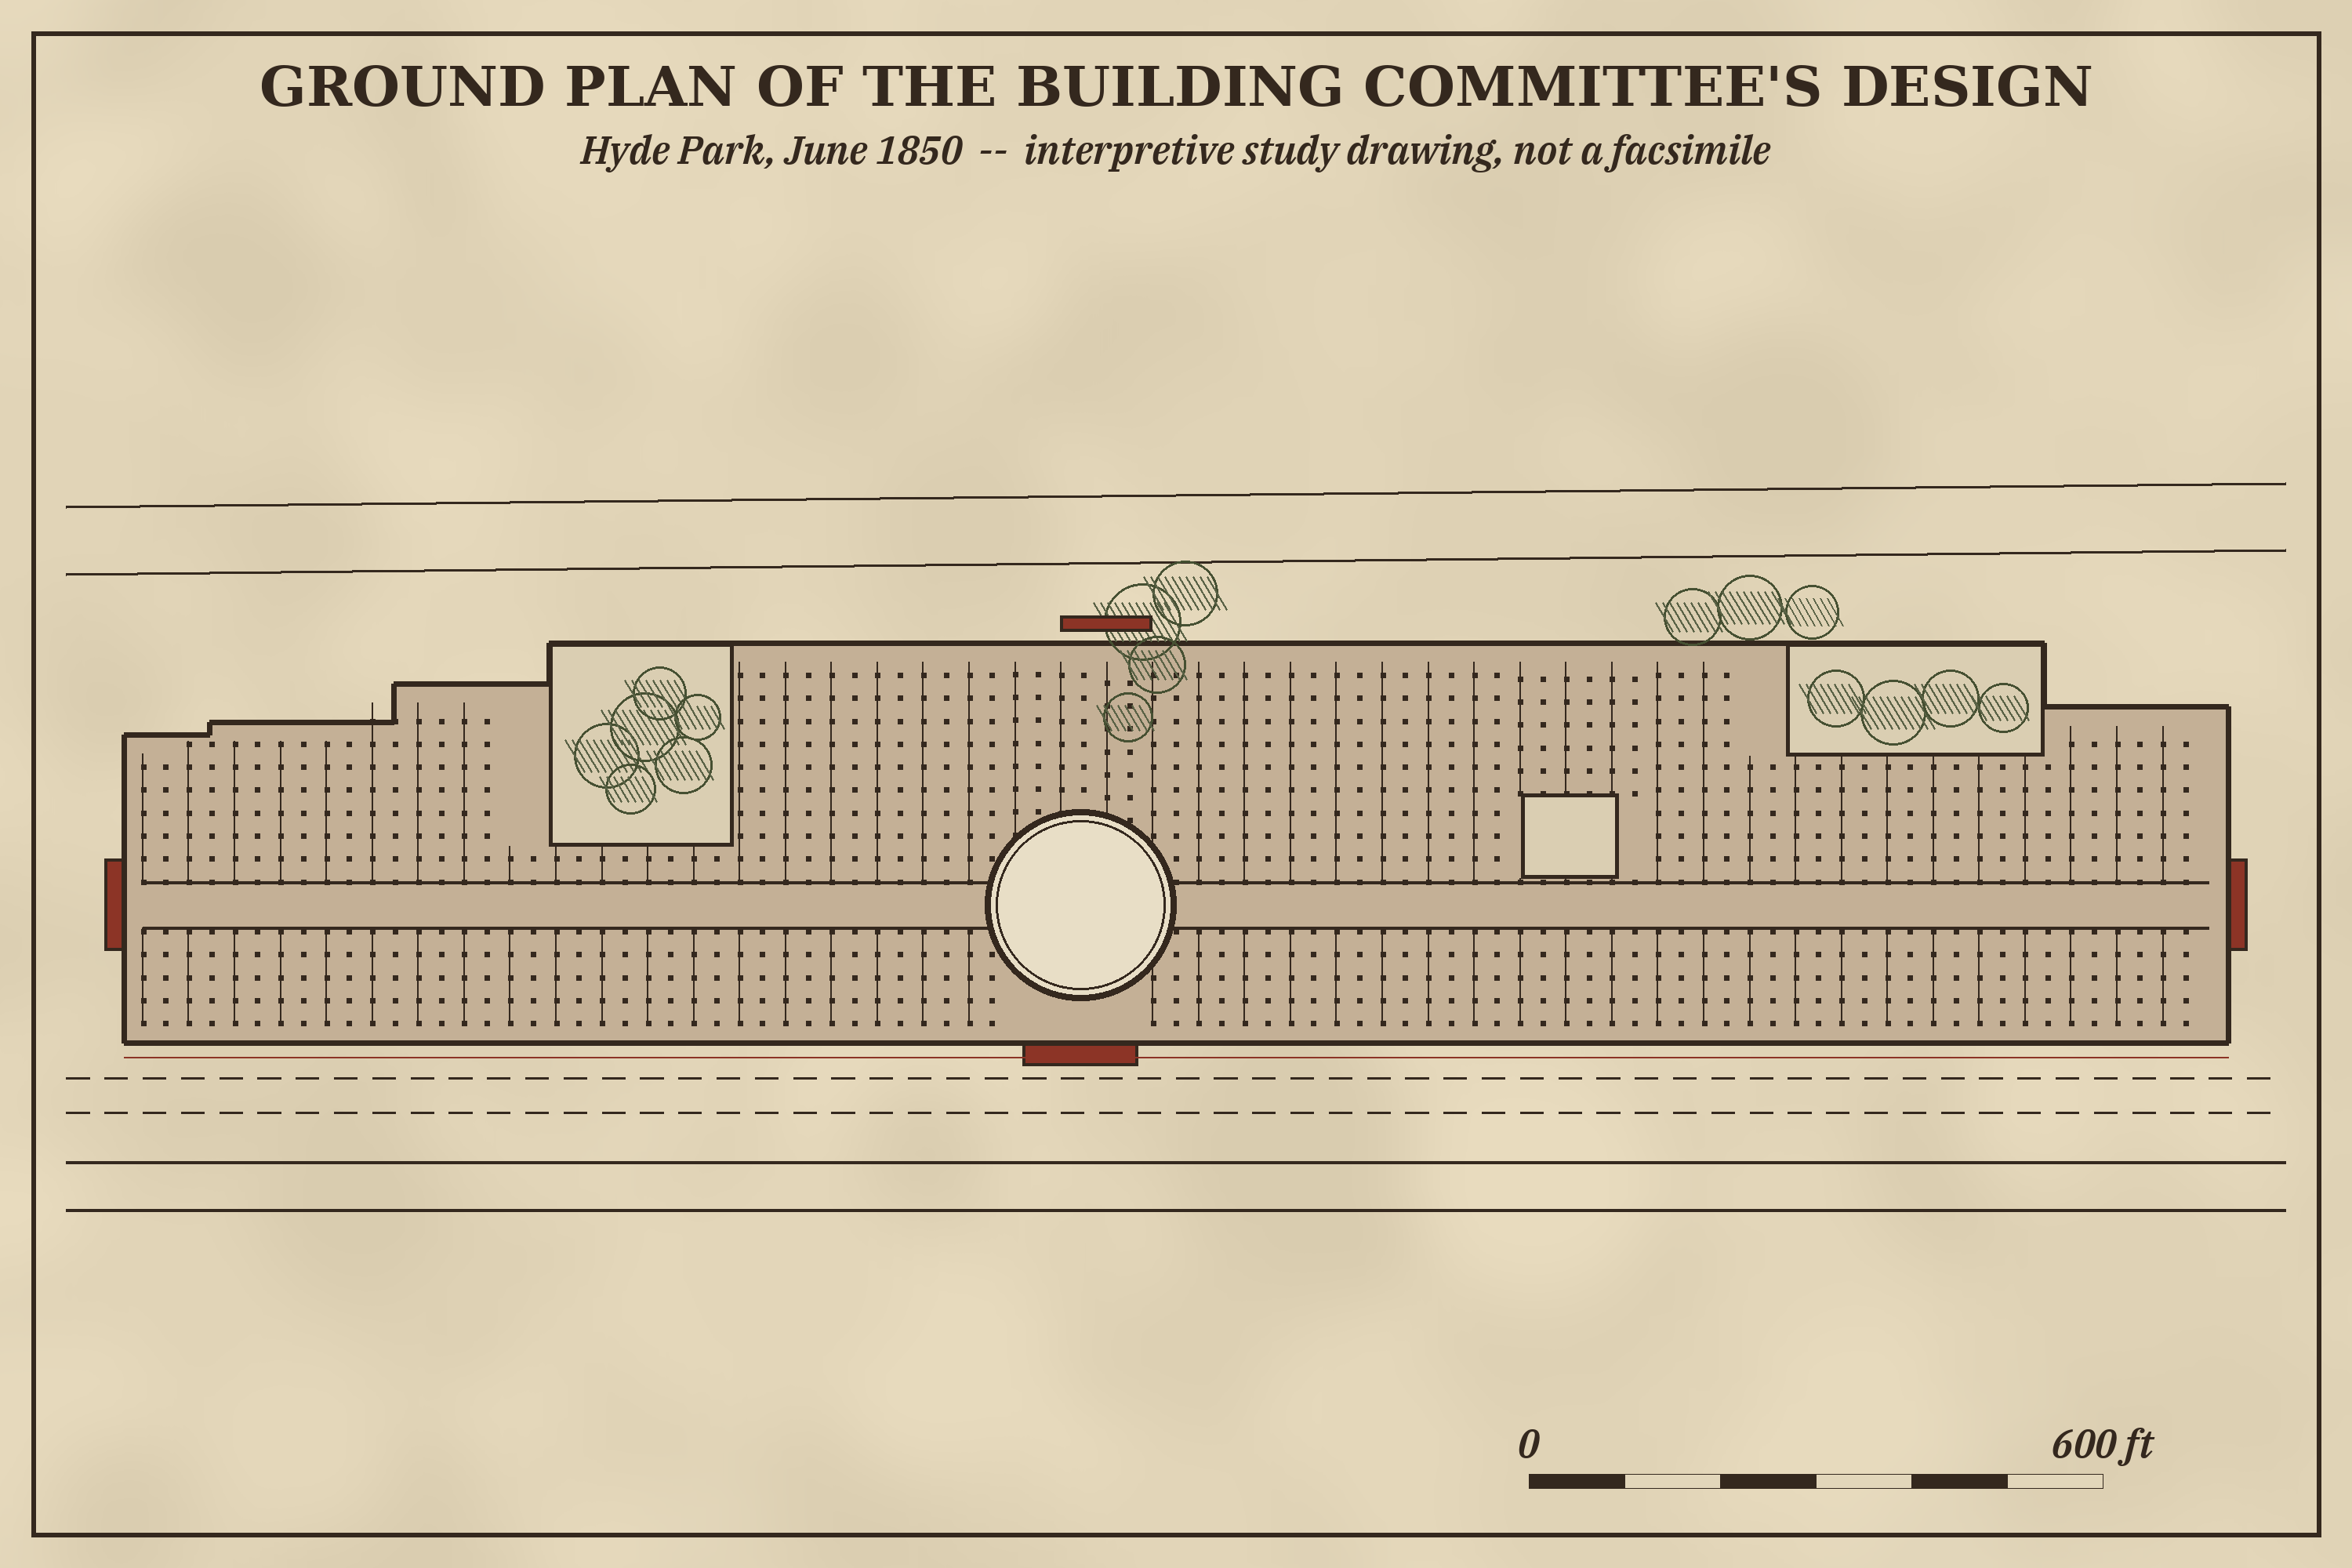 GROUND PLAN OF THE BUILDING COMMITTEE'S DESIGN
Hyde Park, June 1850 -- interpretive study drawing, not a facsimile
0 600 ft